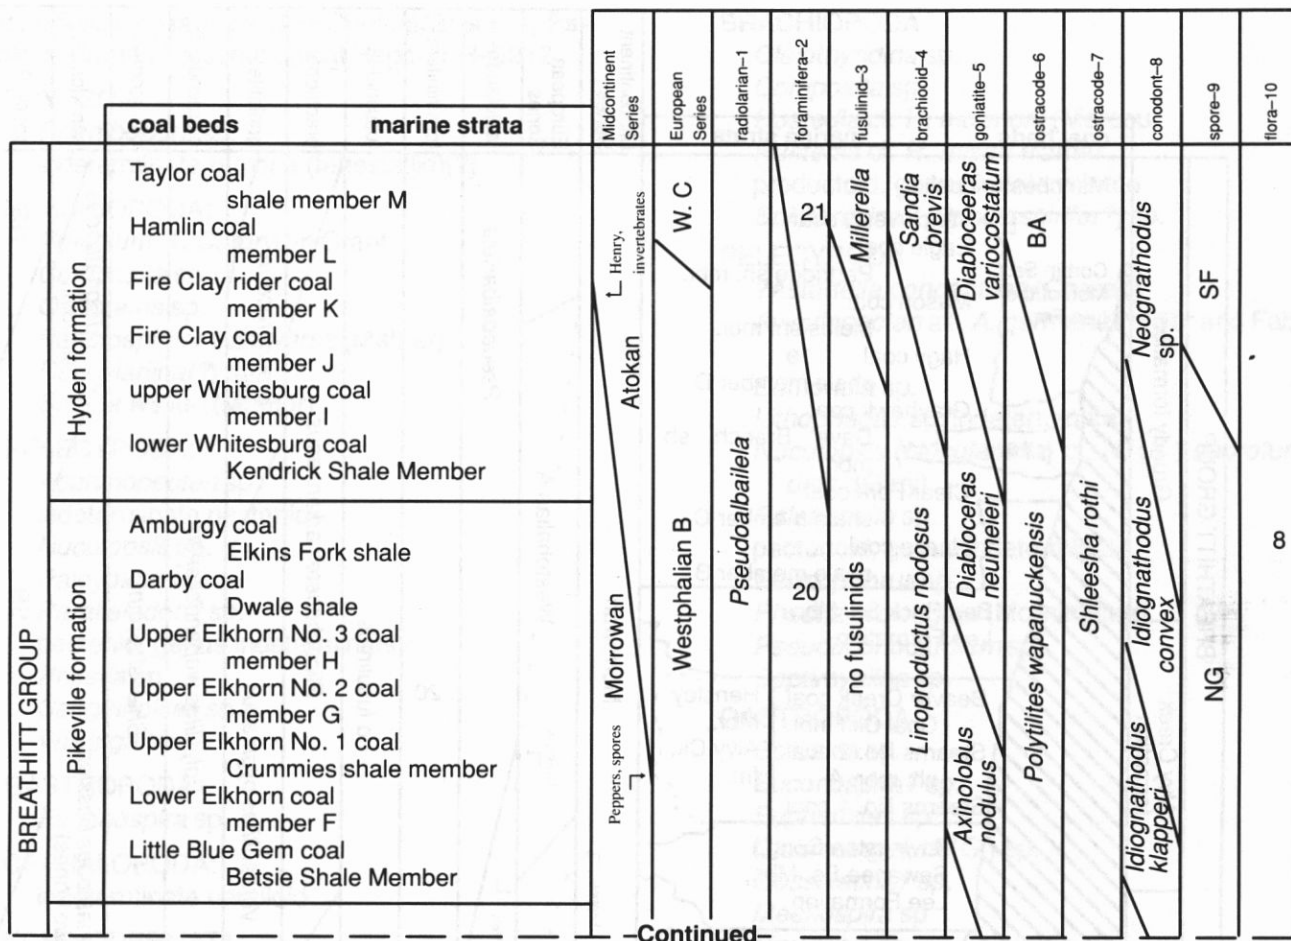 Midcontinent
Series
European
Series
radiolarian–1
foraminifera–2
fusulinid–3
brachioid–4
goniatite–5
ostracode–6
ostracode–7
conodont–8
spore–9
flora–10
coal beds marine strata
BREATHITT GROUP
Hyden formation
Taylor coal
shale member M
Hamlin coal
member L
Fire Clay rider coal
member K
Fire Clay coal
member J
upper Whitesburg coal
member I
lower Whitesburg coal
Kendrick Shale Member
Pikeville formation
Amburgy coal
Elkins Fork shale
Darby coal
Dwale shale
Upper Elkhorn No. 3 coal
member H
Upper Elkhorn No. 2 coal
member G
Upper Elkhorn No. 1 coal
Crummies shale member
Lower Elkhorn coal
member F
Little Blue Gem coal
Betsie Shale Member
Henry,
invertebrates
Atokan
Morrowan
Peppers, spores
W. C
Westphalian B
Pseudoalbailela
21
20
Millerella
no fusulinids
Sandia
brevis
Linoproductus nodosus
Diabloceeras
variocostatum
Diabloceras
neumeieri
Axinolobus
nodulus
BA
Polytilites wapanuckensis
Shleesha rothi
Neognathodus
sp.
Idiognathodus
convex
Idiognathodus
klapperi
SF
NG
8
Continued